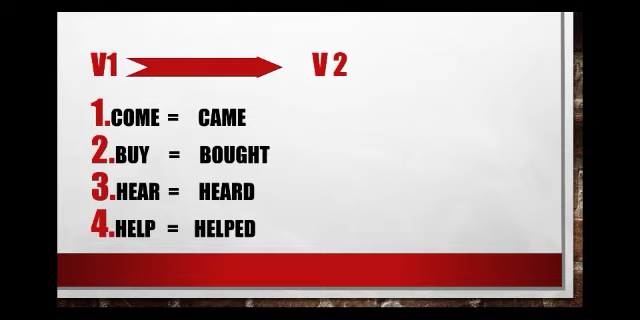 V1 V 2
1.COME = CAME
2.BUY = BOUGHT
3.HEAR = HEARD
4.HELP = HELPED